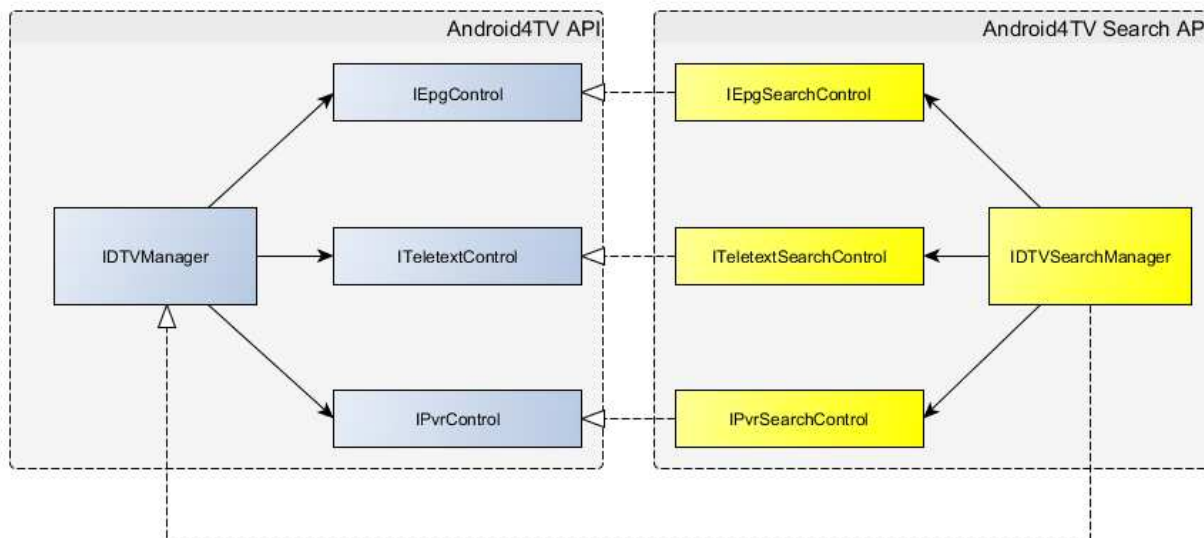 Android4TV API
Android4TV Search AP
IEpgControl
IEpgSearchControl
IDTVManager
ITeletextControl
ITeletextSearchControl
IDTVSearchManager
IPvrControl
IPvrSearchControl